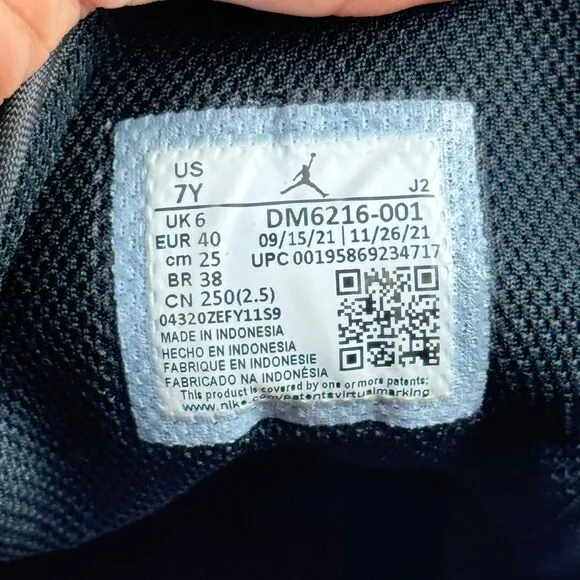 US
7Y
J2
UK 6
DM6216-001
EUR 40
09/15/21 | 11/26/21
cm 25
UPC 00195869234717
BR 38
CN 250(2.5)
04320ZEFY11S9
MADE IN INDONESIA
HECHO EN INDONESIA
FABRIQUE EN INDONESIE
FABRICADO NA INDONÉSIA
This product is covered by one or more patents:
www.nike.com/patentsvirtualmarking